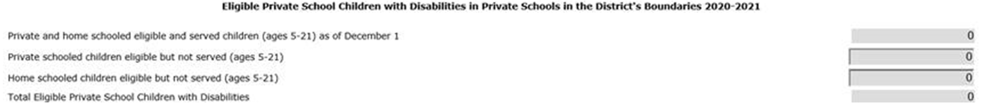 Eligible Private School Children with Disabilities in Private Schools in the District's Boundaries 2020-2021
Private and home schooled eligible and served children (ages 5-21) as of December 1 0
Private schooled children eligible but not served (ages 5-21) 0
Home schooled children eligible but not served (ages 5-21) 0
Total Eligible Private School Children with Disabilities 0